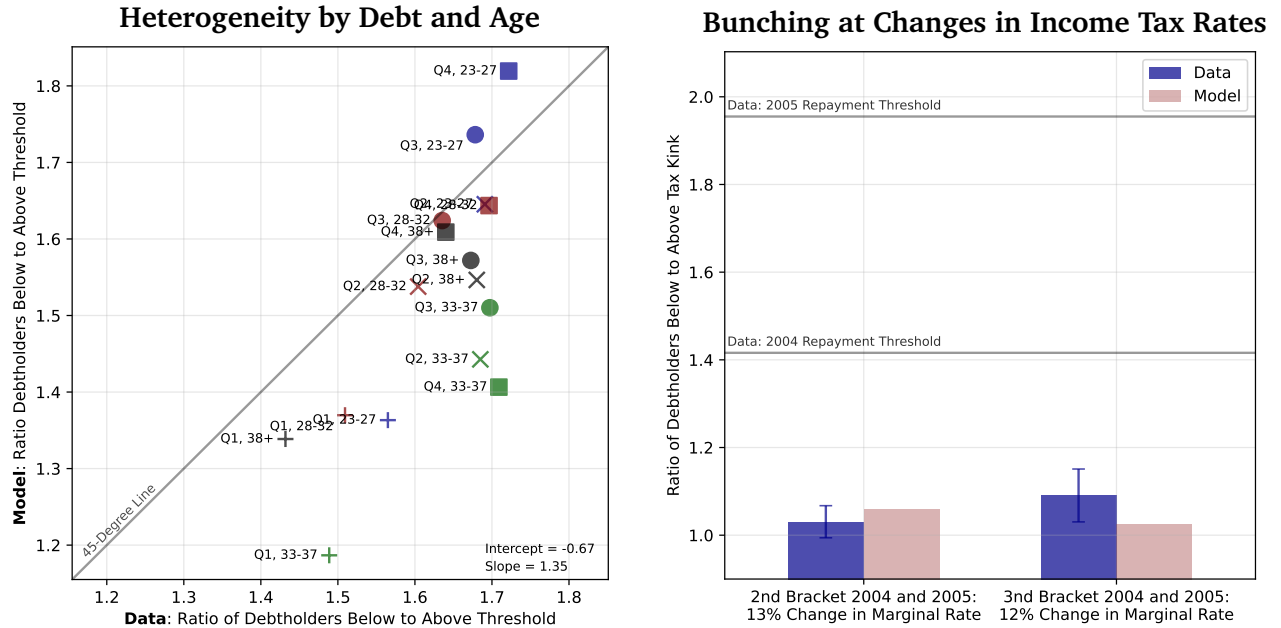 Heterogeneity by Debt and Age
Model: Ratio Debtholders Below to Above Threshold
1.8
1.7
1.6
1.5
1.4
1.3
1.2
Q4, 23-27
Q3, 23-27
Q2, 23-27
Q4, 28-32
Q3, 28-32
Q4, 38+
Q3, 38+
Q2, 38+
Q2, 28-32
Q3, 33-37
Q2, 33-37
Q4, 33-37
Q1, 23-27
Q1, 28-32
Q1, 38+
Q1, 33-37
45-Degree Line
Intercept = -0.67
Slope = 1.35
1.2 1.3 1.4 1.5 1.6 1.7 1.8
Data: Ratio of Debtholders Below to Above Threshold
Bunching at Changes in Income Tax Rates
Ratio of Debtholders Below to Above Tax Kink
2.0
1.8
1.6
1.4
1.2
1.0
Data
Model
Data: 2005 Repayment Threshold
Data: 2004 Repayment Threshold
2nd Bracket 2004 and 2005:
13% Change in Marginal Rate
3nd Bracket 2004 and 2005:
12% Change in Marginal Rate